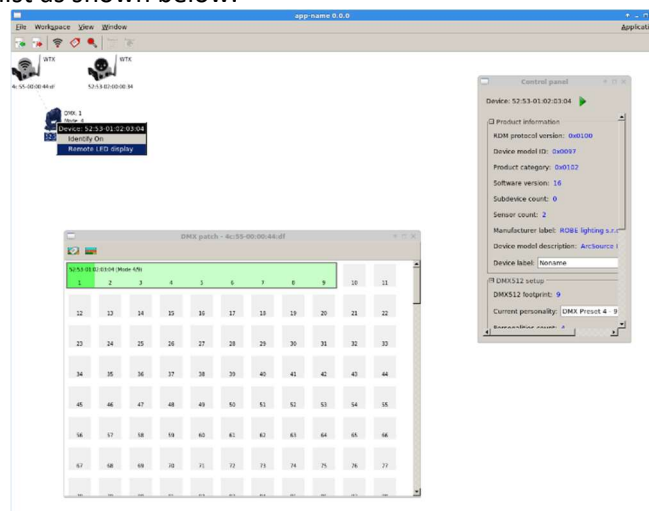 list as shown below:
app-name 0.0.0
File Workspace View Window
WTX
WTX
4c-55-00:00:44:df
52:53-02:00:00:34
DMX: 1
Mode 4
Device: 52:53-01:02:03:04
Identify On
Remote LED display
Control panel
Device: 52:53-01:02:03:04
Product information
RDM protocol version: 0x0100
Device model ID: 0x0097
Product category: 0x0102
Software version: 16
Subdevice count: 0
Sensor count: 2
Manufacturer label: ROBE lighting s.r.o
Device model description: ArcSource
Device label: Noname
DMX512 setup
DMX512 footprint: 9
Current personality: DMX Preset 4 - 9
DMX patch - 4c:55-00:00:44:df
52:53-01:02:03:04 (Mode 4/9)
1 2 3 4 5 6 7 8 9 10 11
12 13 14 15 16 17 18 19 20 21 22
23 24 25 26 27 28 29 30 31 32 33
34 35 36 37 38 39 40 41 42 43 44
45 46 47 48 49 50 51 52 53 54 55
56 57 58 59 60 61 62 63 64 65 66
67 68 69 70 71 72 73 74 75 76 77